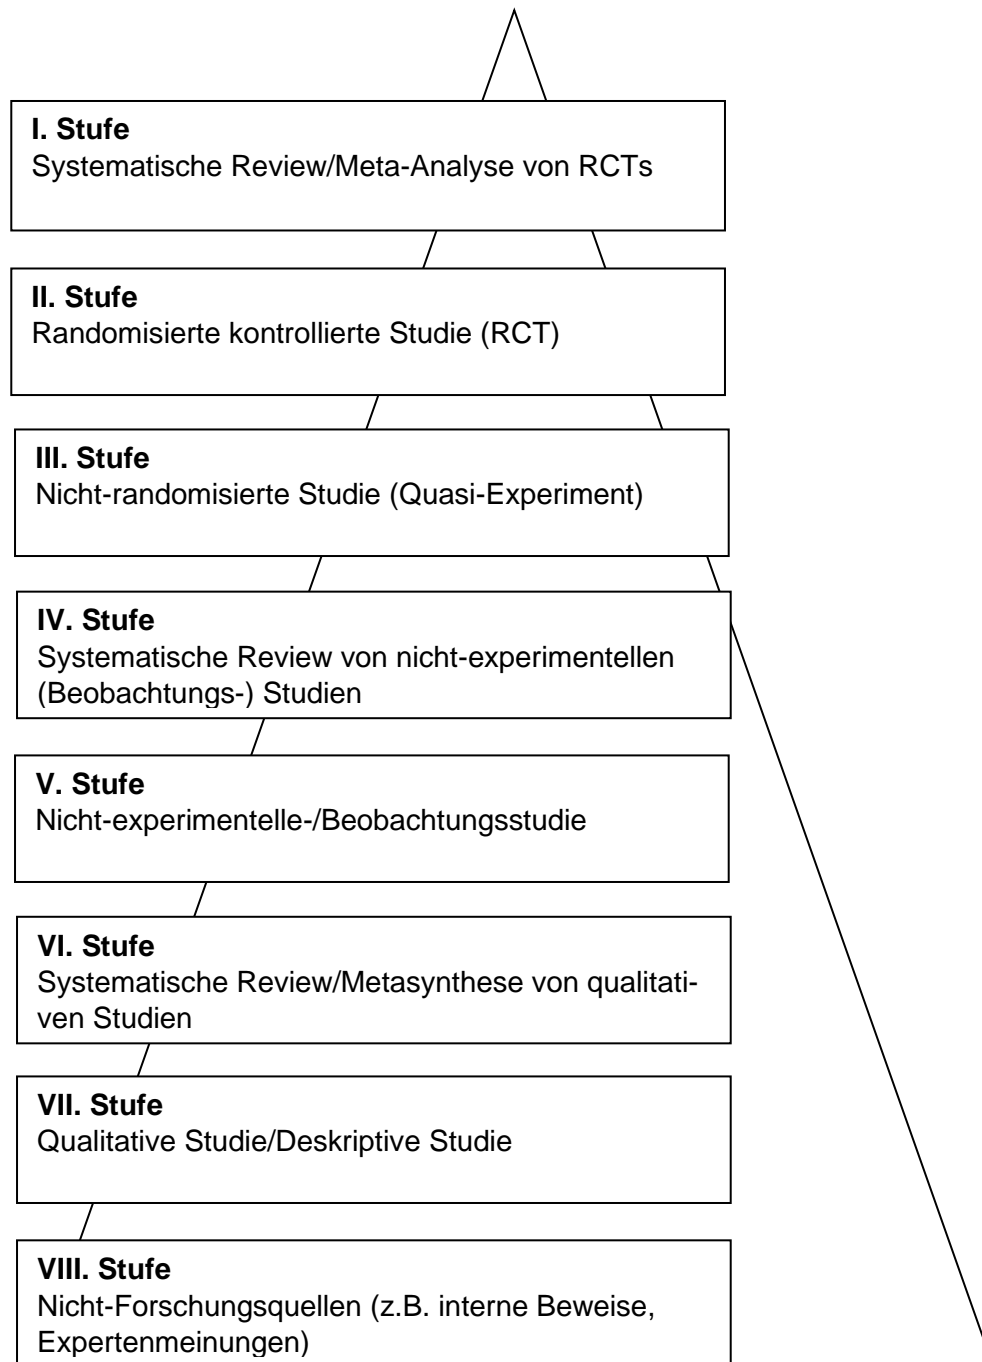 I. Stufe
Systematische Review/Meta-Analyse von RCTs
II. Stufe
Randomisierte kontrollierte Studie (RCT)
III. Stufe
Nicht-randomisierte Studie (Quasi-Experiment)
IV. Stufe
Systematische Review von nicht-experimentellen
(Beobachtungs-) Studien
V. Stufe
Nicht-experimentelle-/Beobachtungsstudie
VI. Stufe
Systematische Review/Metasynthese von qualitati-
ven Studien
VII. Stufe
Qualitative Studie/Deskriptive Studie
VIII. Stufe
Nicht-Forschungsquellen (z.B. interne Beweise,
Expertenmeinungen)